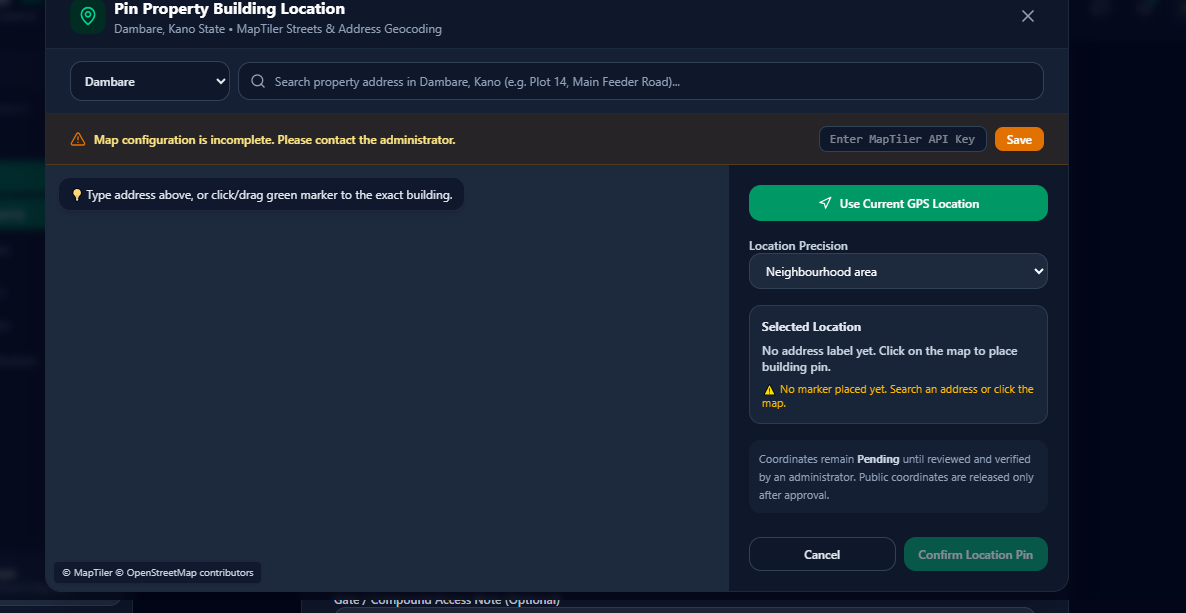 Pin Property Building Location
Dambare, Kano State • MapTiler Streets & Address Geocoding
Dambare
Search property address in Dambare, Kano (e.g. Plot 14, Main Feeder Road)...
Map configuration is incomplete. Please contact the administrator.
Enter MapTiler API Key
Save
Type address above, or click/drag green marker to the exact building.
Use Current GPS Location
Location Precision
Neighbourhood area
Selected Location
No address label yet. Click on the map to place
building pin.
No marker placed yet. Search an address or click the
map.
Coordinates remain Pending until reviewed and verified
by an administrator. Public coordinates are released only
after approval.
Cancel
Confirm Location Pin
© MapTiler © OpenStreetMap contributors
Gate / Compound Access Note (Optional)